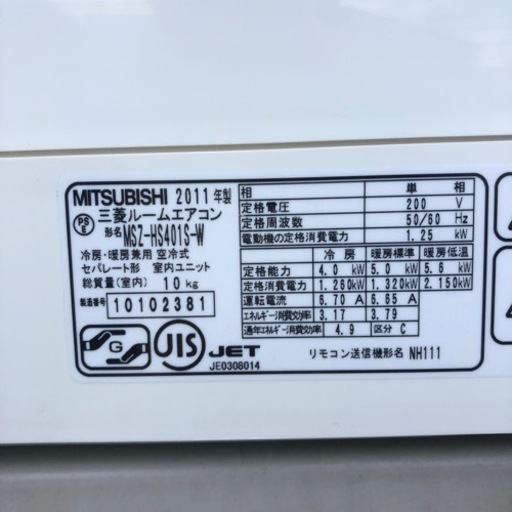 MITSUBISHI 2011年製
三菱ルームエアコン
形名 MSZ-HS401S-W
冷房・暖房兼用 空冷式
セパレート形 室内ユニット
総質量(室内) 10kg
製造番号 10102381
G JIS JET
JE0308014
相 単相
定格電圧 200 V
定格周波数 50/60 Hz
電動機の定格消費電力 1.25 kW
冷房 暖房標準 暖房低温
定格能力 4.0 kW 5.0 kW 5.6 kW
定格消費電力 1.260kW 1.320kW 2.150kW
運転電流 6.70 A 6.65 A
エネルギー消費効率 3.17 3.79
通年エネルギー消費効率 4.9 区分 C
リモコン送信機形名 NH111